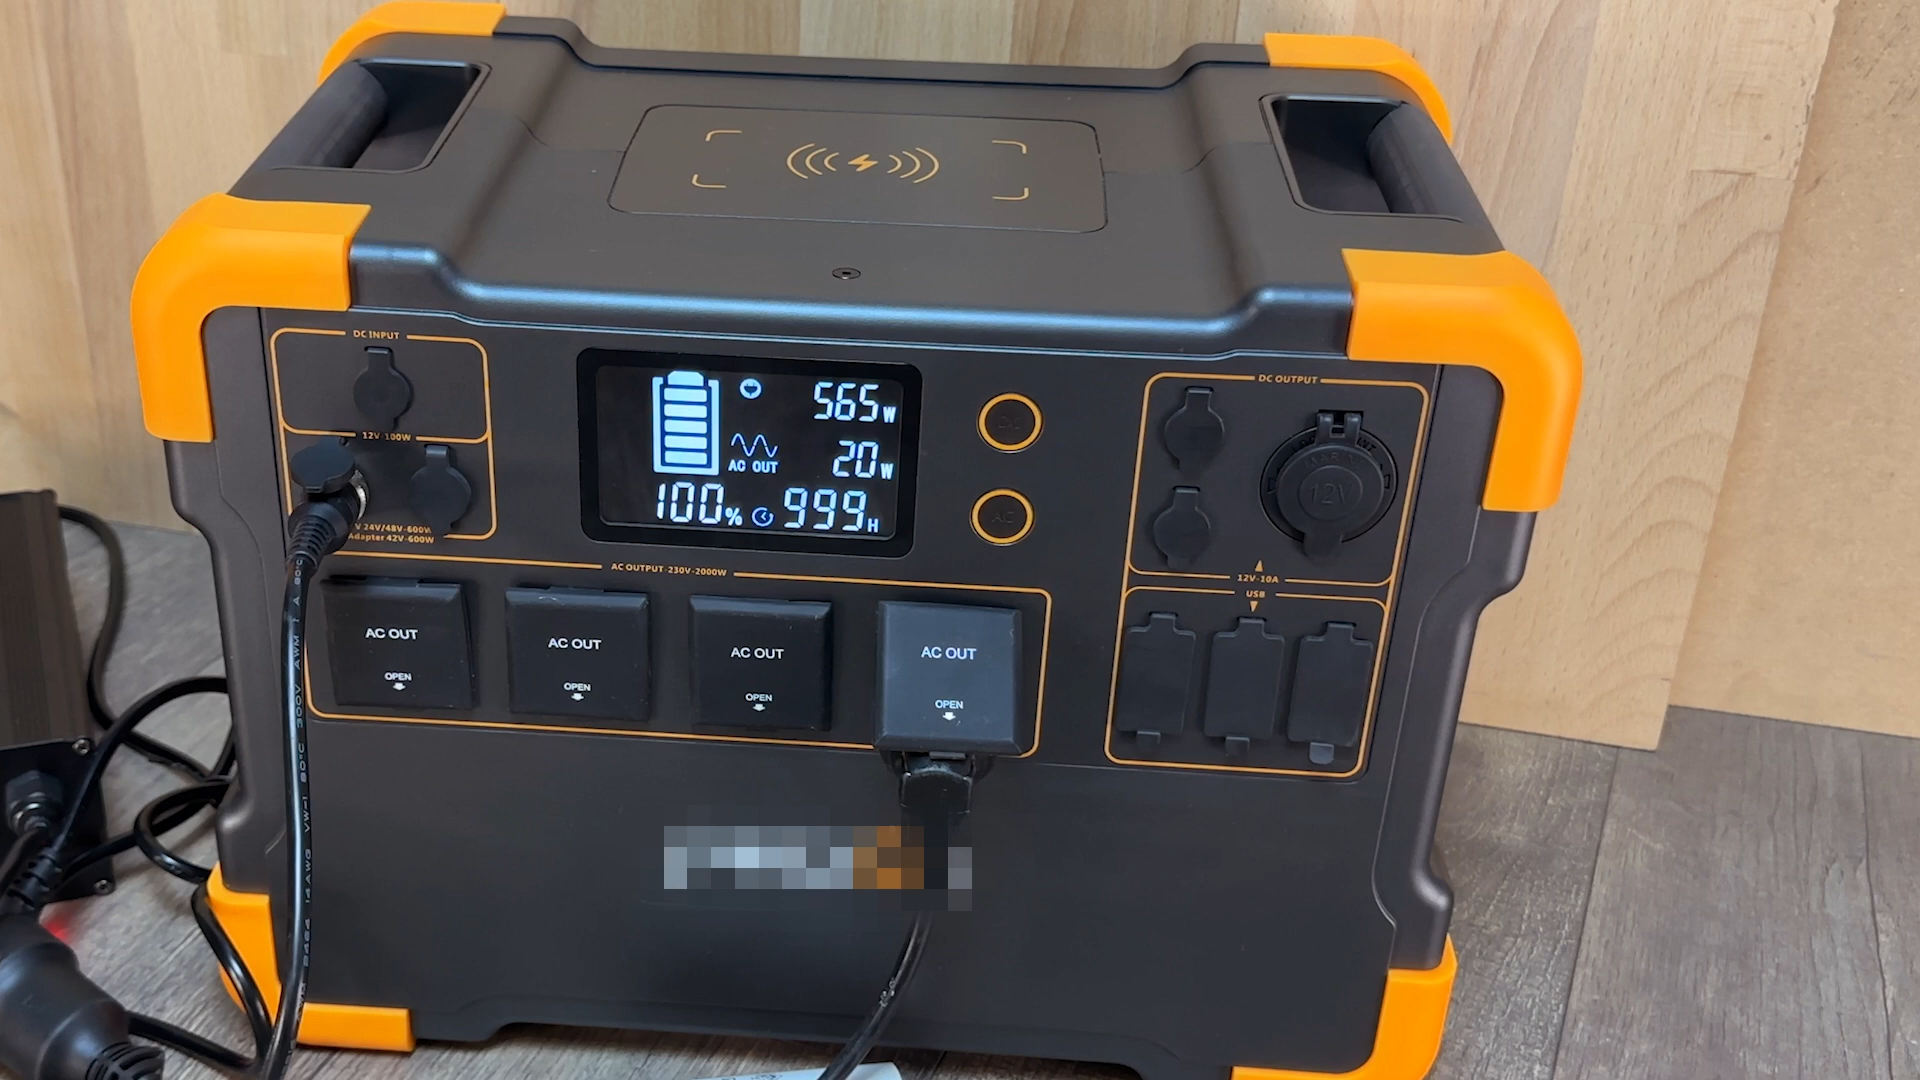 DC INPUT
12V-100W
V 24V/48V-600W
Adapter 42V-600W
565W
AC OUT
20W
100%
999H
DC
AC
DC OUTPUT
12V
12V-10A
USB
AC OUTPUT-230V-2000W
AC OUT
OPEN
AC OUT
OPEN
AC OUT
OPEN
AC OUT
OPEN